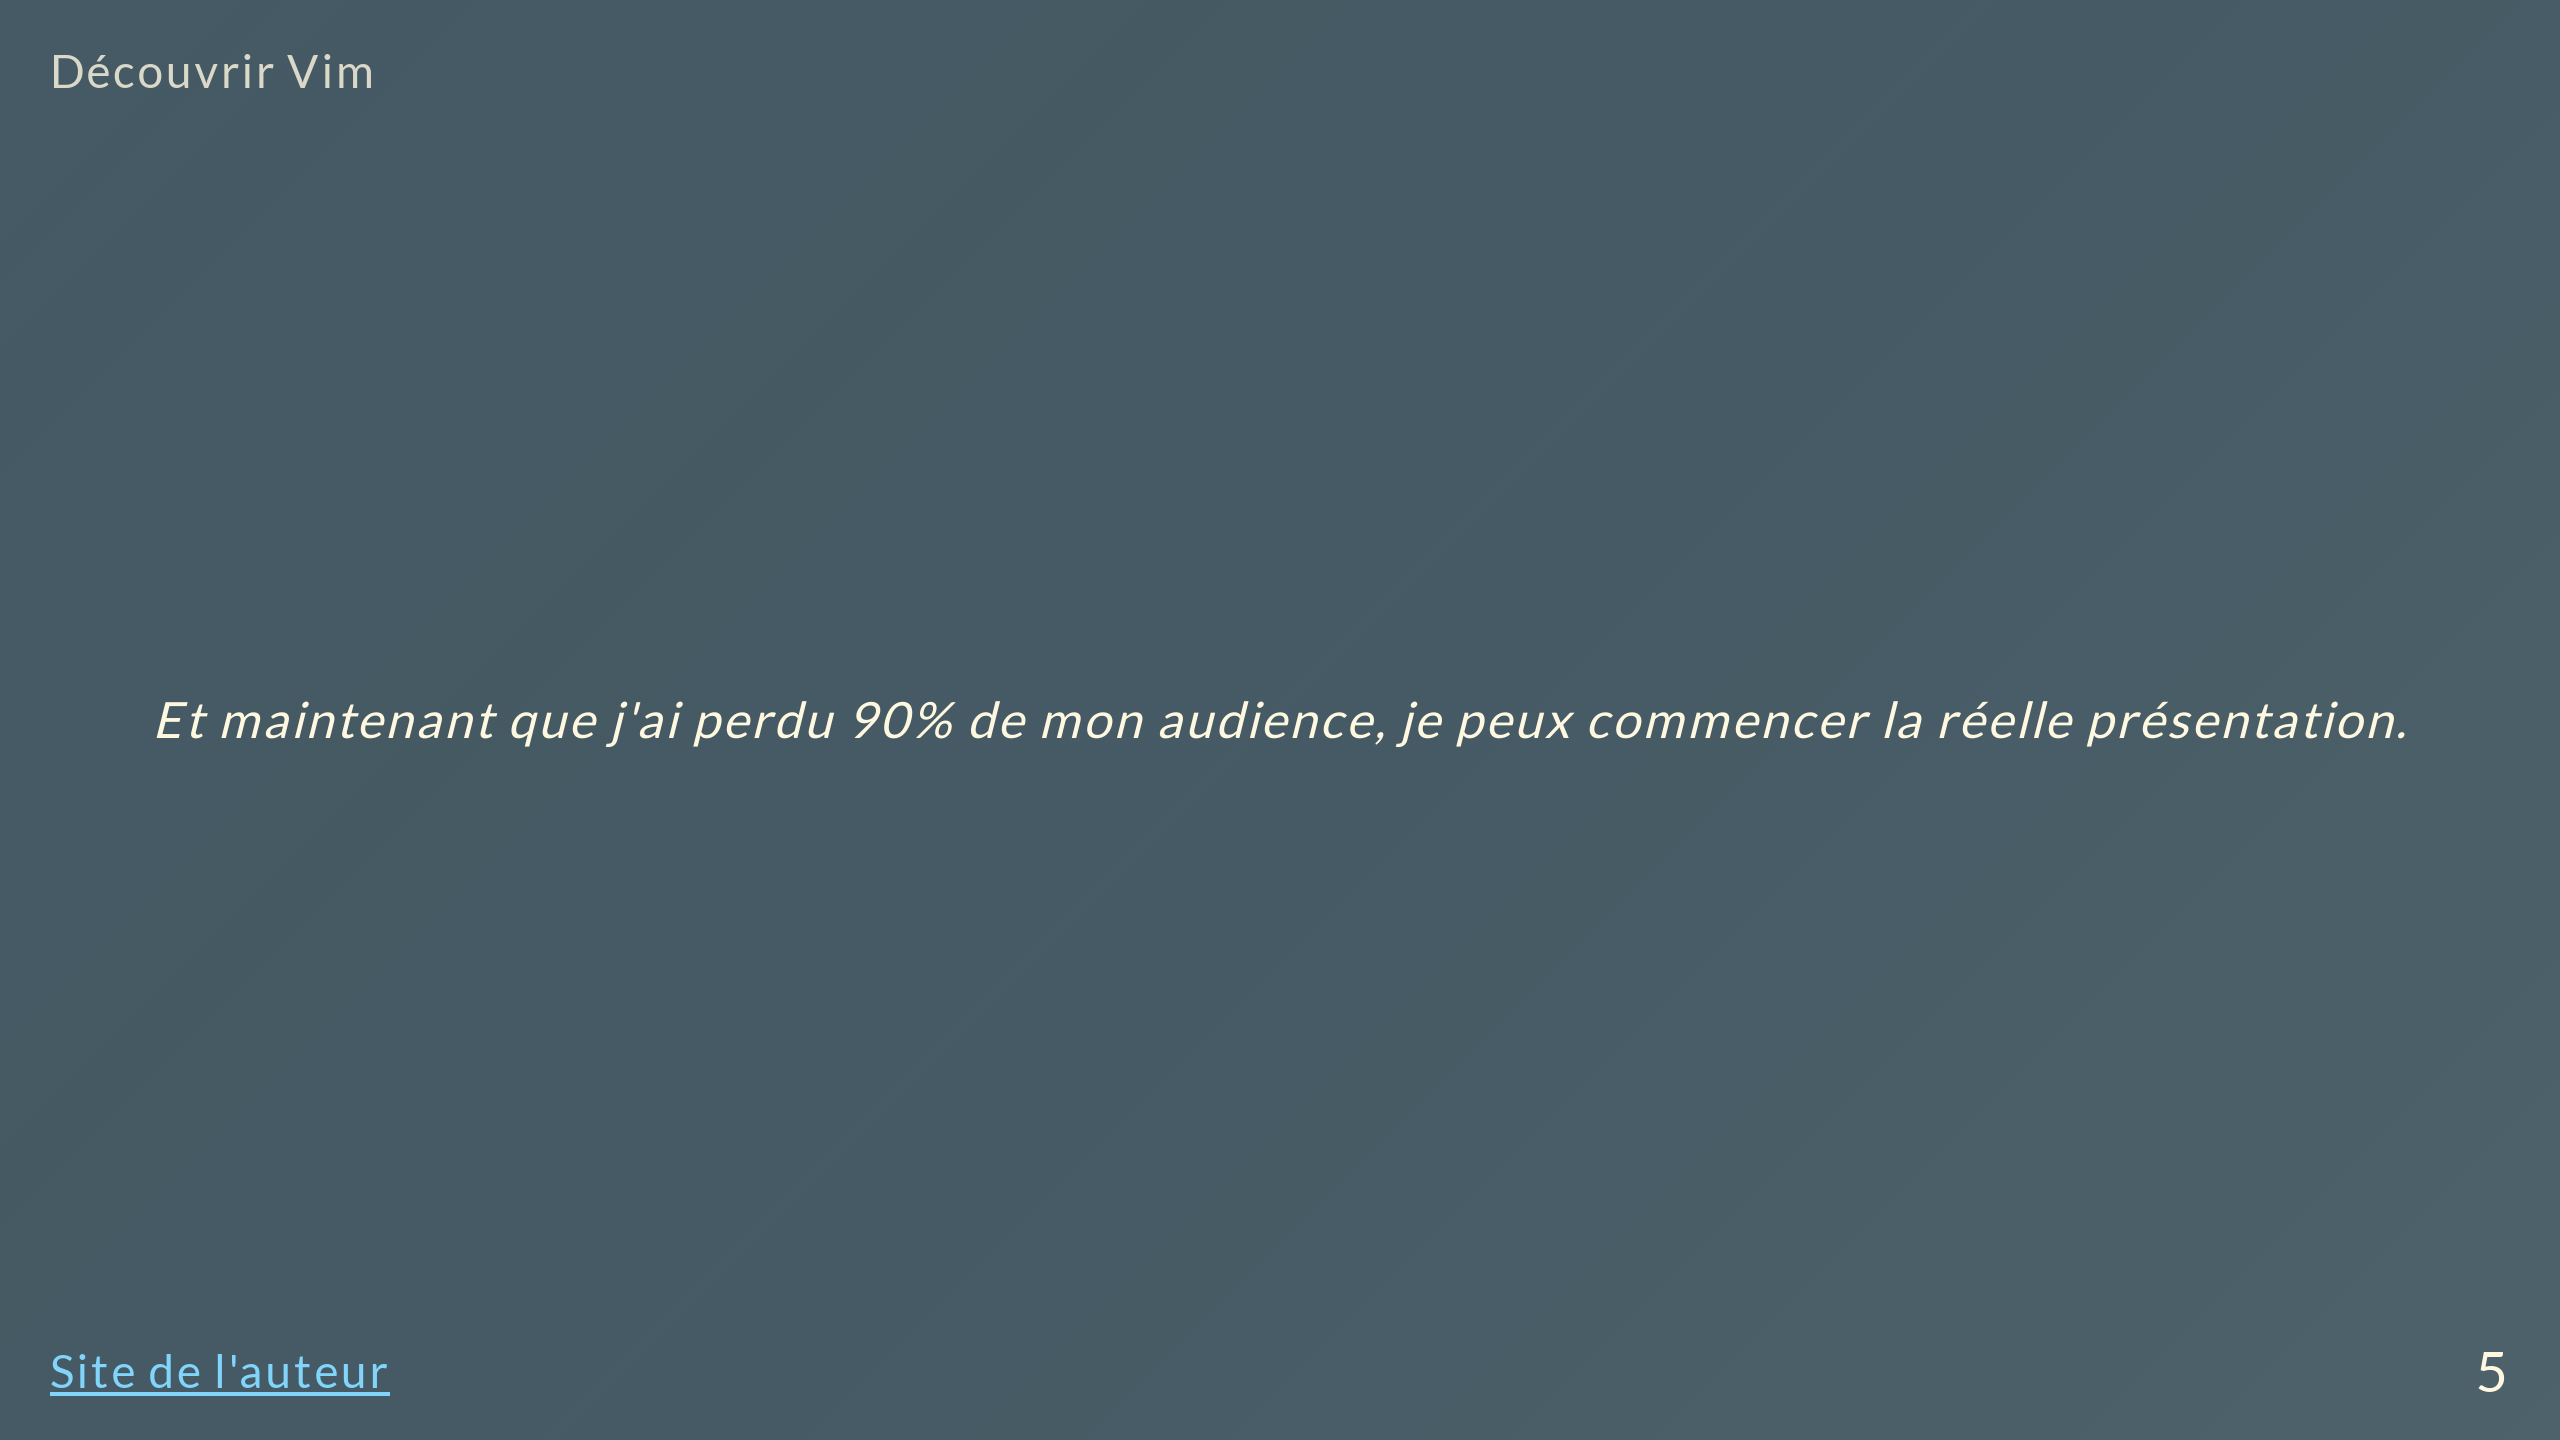 Découvrir Vim
Et maintenant que j'ai perdu 90% de mon audience, je peux commencer la réelle présentation.
Site de l'auteur
5